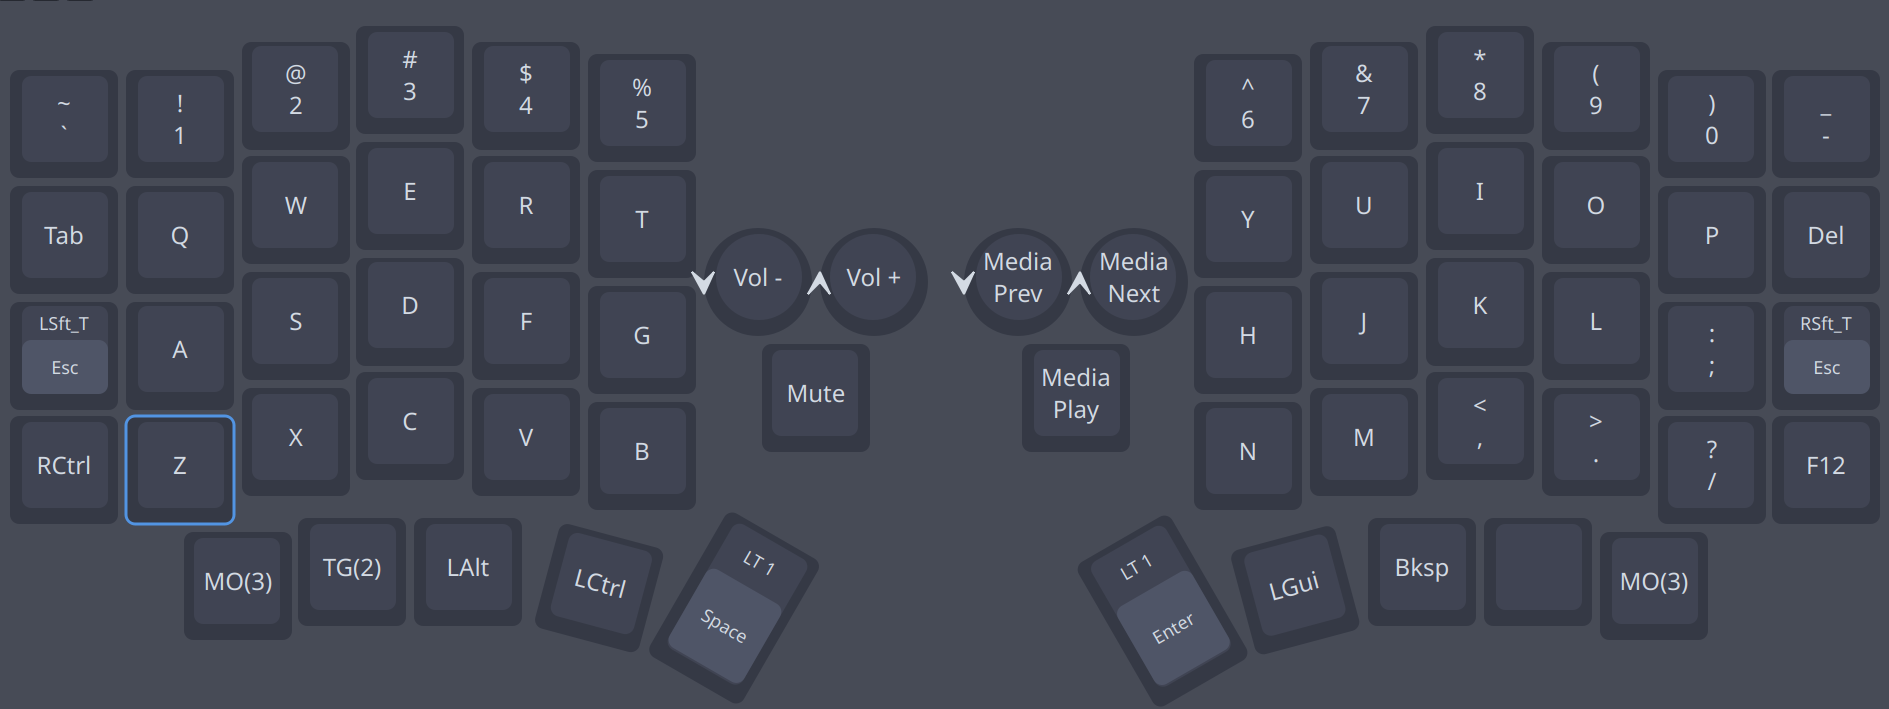 ~
`
!
1
@
2
#
3
$
4
%
5
^
6
&
7
*
8
(
9
)
0
_
-
Tab
Q
W
E
R
T
Y
U
I
O
P
Del
Vol -
Vol +
Media
Prev
Media
Next
LSft_T
Esc
A
S
D
F
G
H
J
K
L
:
;
RSft_T
Esc
Mute
Media
Play
RCtrl
Z
X
C
V
B
N
M
<
,
>
.
?
/
F12
MO(3)
TG(2)
LAlt
LCtrl
LT 1
Space
LT 1
Enter
LGui
Bksp
MO(3)